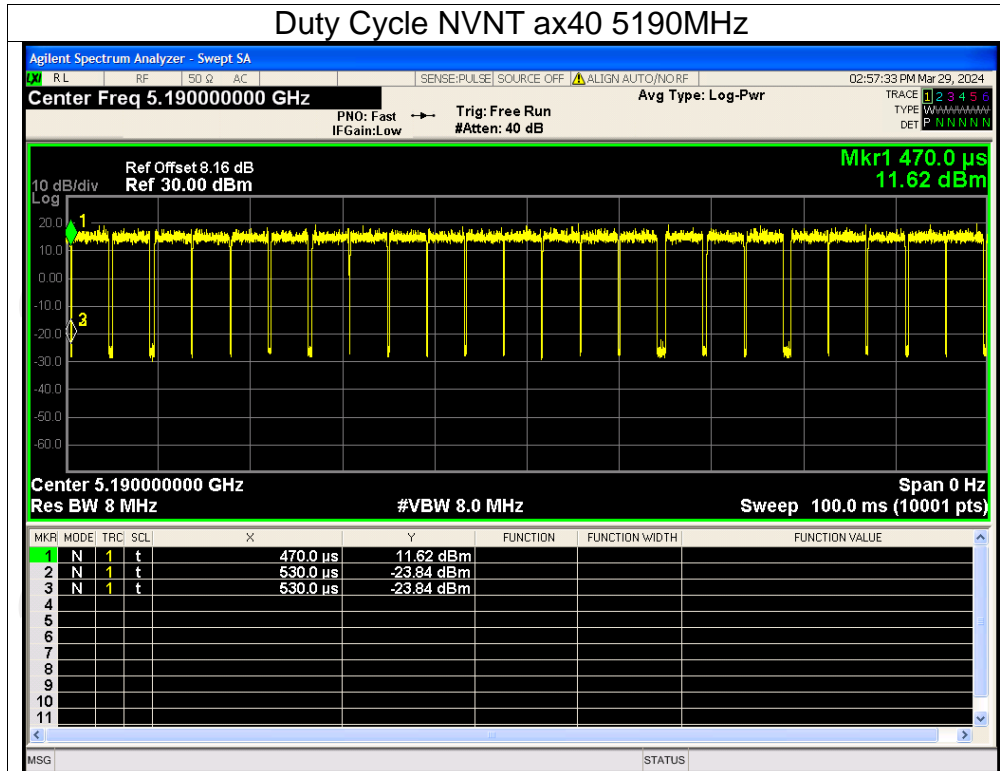 Duty Cycle NVNT ax40 5190MHz
Agilent Spectrum Analyzer - Swept SA
LXI RL RF 50 Ω AC SENSE:PULSE SOURCE OFF ALIGN AUTO/NORF 02:57:33 PM Mar 29, 2024
Center Freq 5.190000000 GHz Avg Type: Log-Pwr TRACE 1 2 3 4 5 6
PNO: Fast Trig: Free Run TYPE WWWWWW
IFGain:Low #Atten: 40 dB DET P N N N N N
Mkr1 470.0 µs
Ref Offset 8.16 dB 11.62 dBm
10 dB/div Ref 30.00 dBm
Log
20.0
1
10.0
0.00
-10.0
2
3
-20.0
-30.0
-40.0
-50.0
-60.0
Center 5.190000000 GHz Span 0 Hz
Res BW 8 MHz #VBW 8.0 MHz Sweep 100.0 ms (10001 pts)
MKR MODE TRC SCL X Y FUNCTION FUNCTION WIDTH FUNCTION VALUE
1 N 1 t 470.0 µs 11.62 dBm
2 N 1 t 530.0 µs -23.84 dBm
3 N 1 t 530.0 µs -23.84 dBm
4
5
6
7
8
9
10
11
MSG STATUS